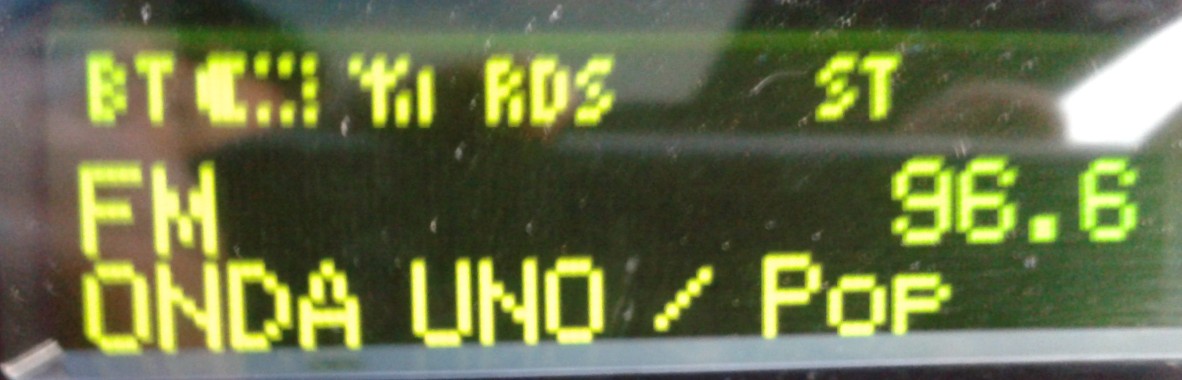 BT RDS ST
FM 96.6
ONDA UNO / Pop